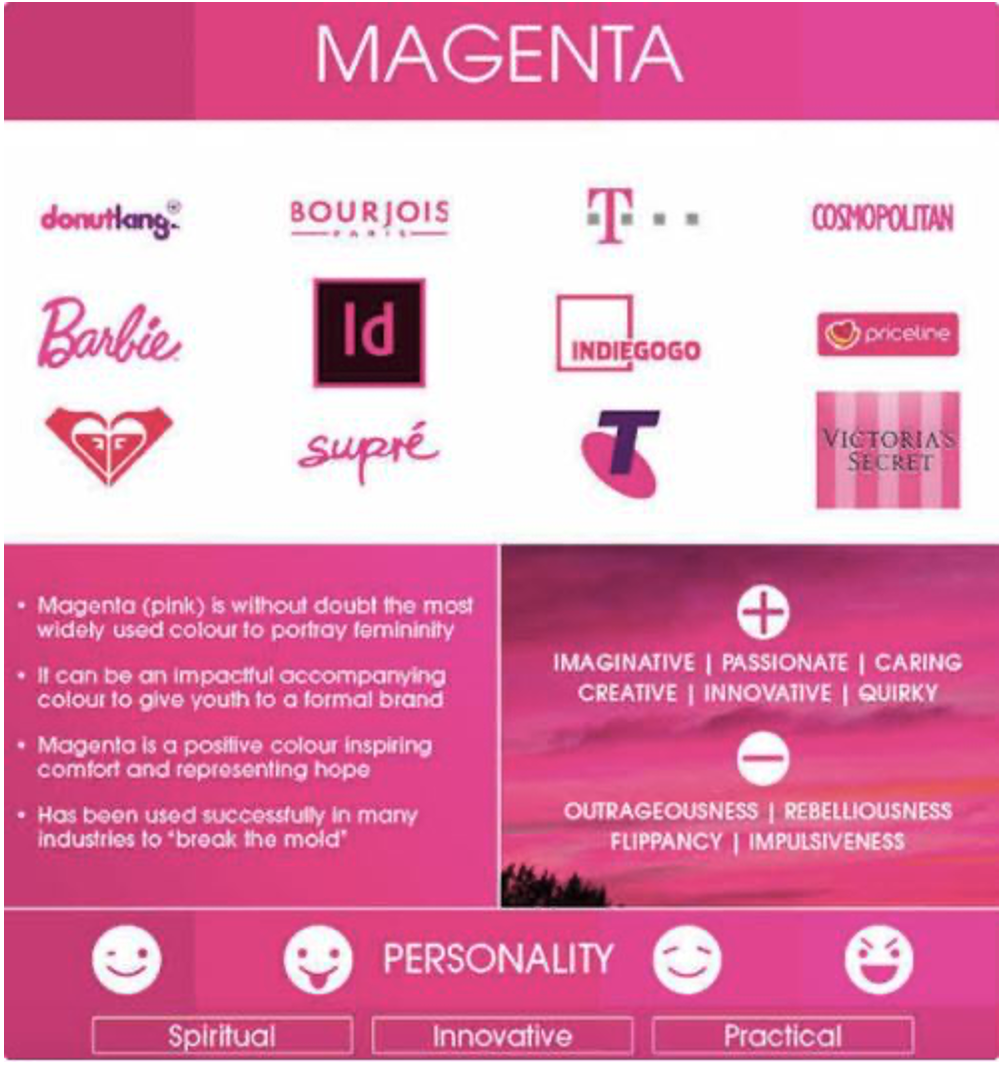 MAGENTA
donutking
BOURJOIS
PARIS
T
COSMOPOLITAN
Barbie
Id
INDIEGOGO
priceline
supré
T
VICTORIA'S
SECRET
• Magenta (pink) is without doubt the most
widely used colour to portray femininity
• It can be an impactful accompanying
colour to give youth to a formal brand
• Magenta is a positive colour inspiring
comfort and representing hope
• Has been used successfully in many
industries to "break the mold"
+
IMAGINATIVE | PASSIONATE | CARING
CREATIVE | INNOVATIVE | QUIRKY
−
OUTRAGEOUSNESS | REBELLIOUSNESS
FLIPPANCY | IMPULSIVENESS
PERSONALITY
Spiritual
Innovative
Practical